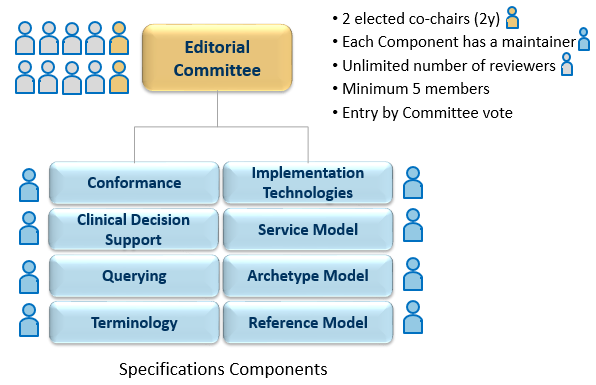 Editorial
Committee
• 2 elected co-chairs (2y)
• Each Component has a maintainer
• Unlimited number of reviewers
• Minimum 5 members
• Entry by Committee vote
Conformance
Implementation
Technologies
Clinical Decision
Support
Service Model
Querying
Archetype Model
Terminology
Reference Model
Specifications Components